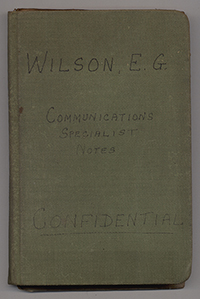 WILSON, E.G.
COMMUNICATIONS
SPECIALIST
NOTES
CONFIDENTIAL